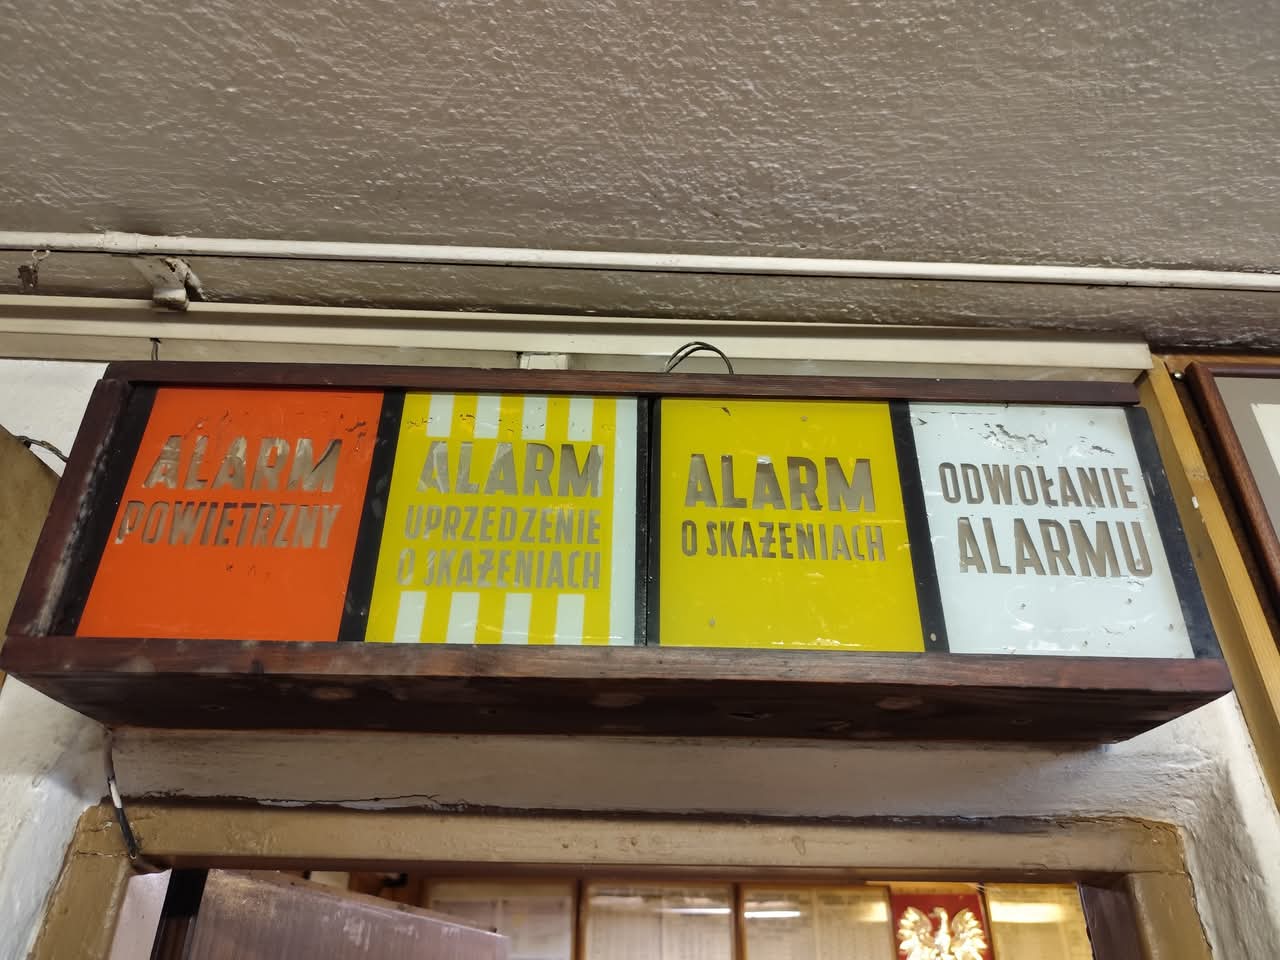 ALARM
POWIETRZNY
ALARM
UPRZEDZENIE
O SKAŻENIACH
ALARM
O SKAŻENIACH
ODWOŁANIE
ALARMU